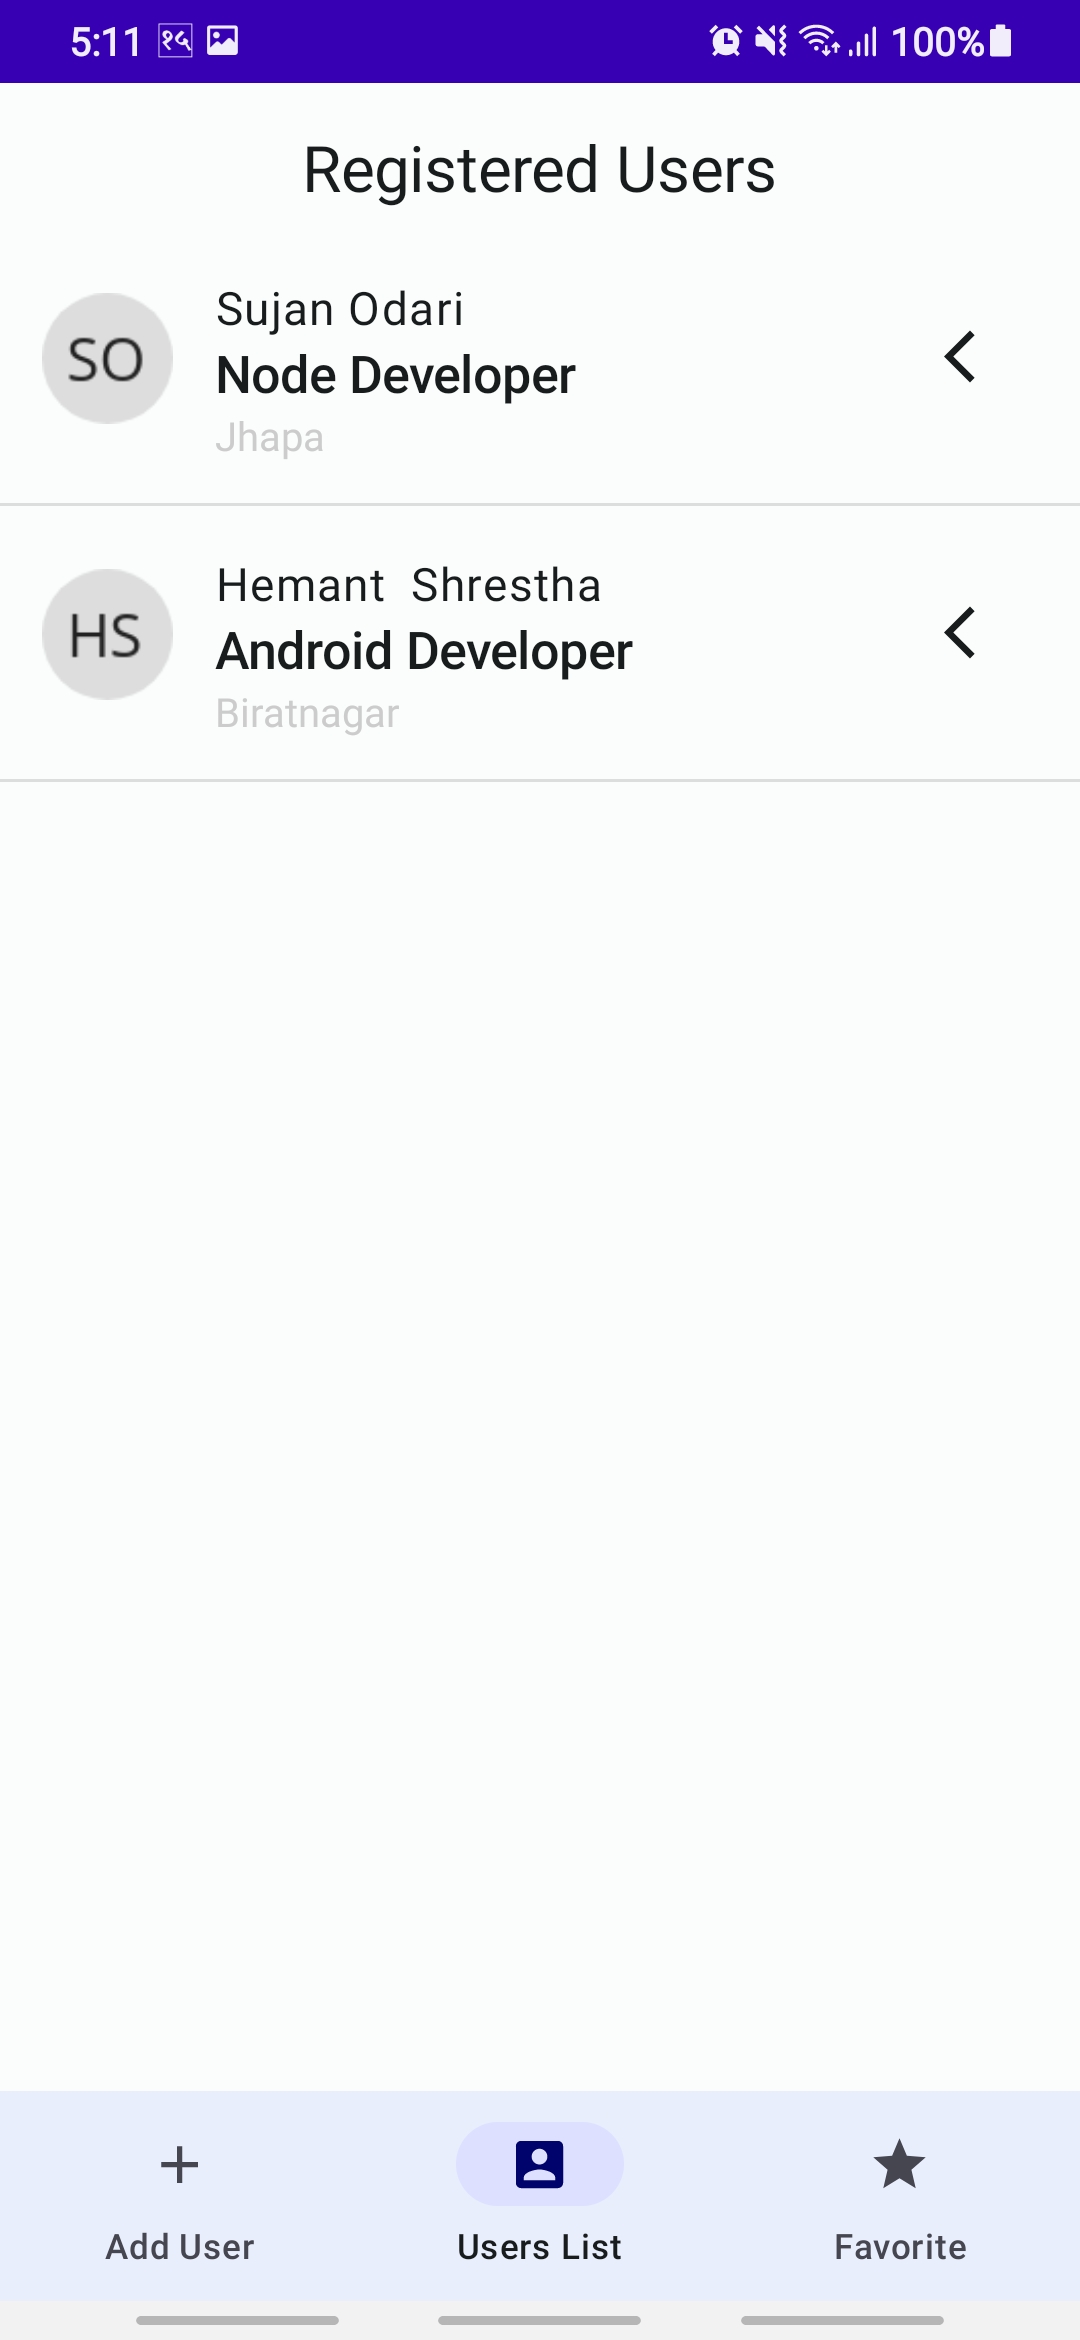 5:11 १५ 100%
Registered Users
SO
Sujan Odari
Node Developer
Jhapa
HS
Hemant  Shrestha
Android Developer
Biratnagar
Add User
Users List
Favorite